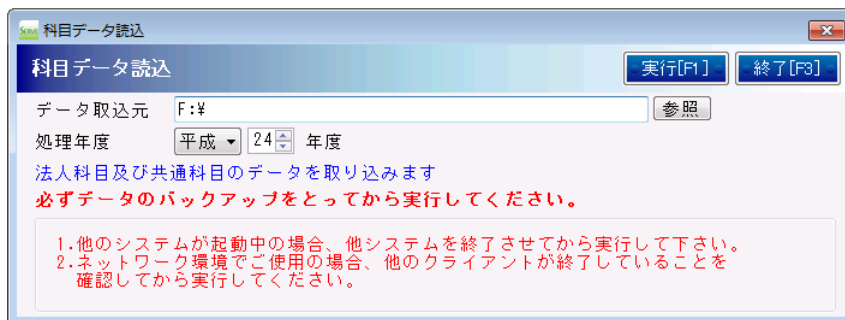 科目データ読込
科目データ読込 実行[F1] 終了[F3]
データ取込元 F:¥ 参照
処理年度 平成 24 年度
法人科目及び共通科目のデータを取り込みます
必ずデータのバックアップをとってから実行してください。
1.他のシステムが起動中の場合、他システムを終了させてから実行して下さい。
2.ネットワーク環境でご使用の場合、他のクライアントが終了していることを
確認してから実行してください。